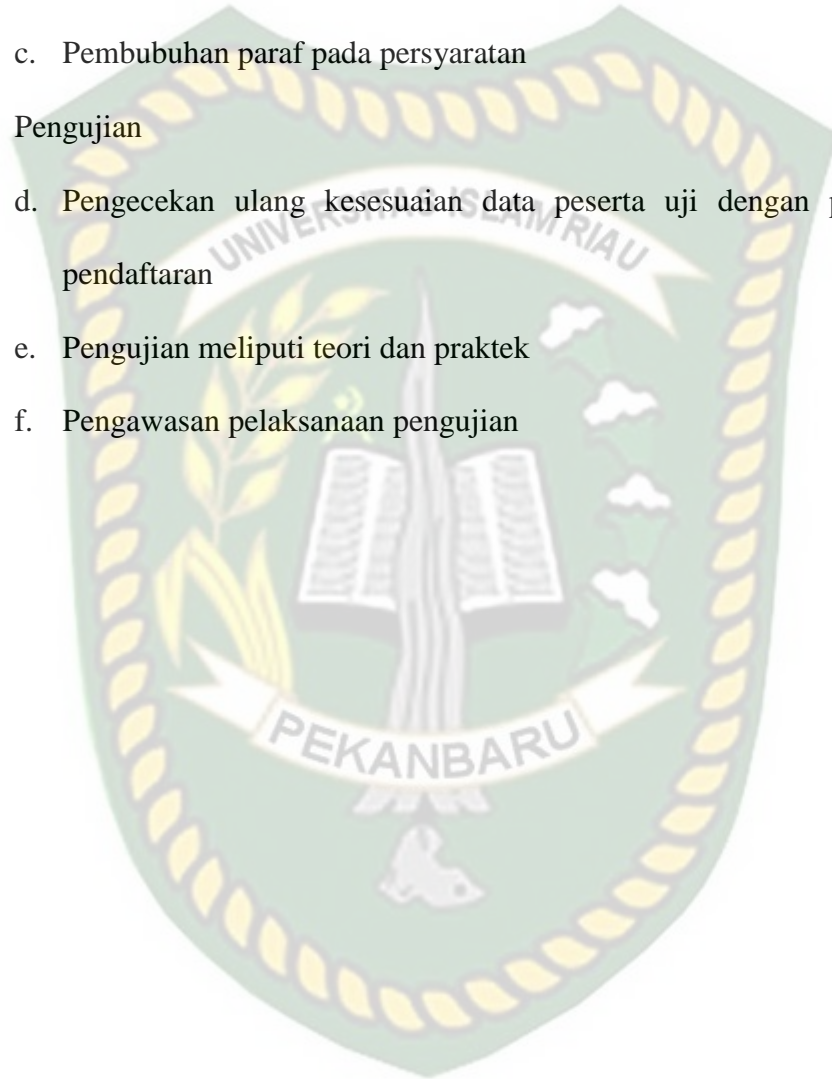 c. Pembubuhan paraf pada persyaratan
Pengujian
d. Pengecekan ulang kesesuaian data peserta uji dengan
pendaftaran
e. Pengujian meliputi teori dan praktek
f. Pengawasan pelaksanaan pengujian
UNIVERSITAS ISLAM RIAU
PEKANBARU